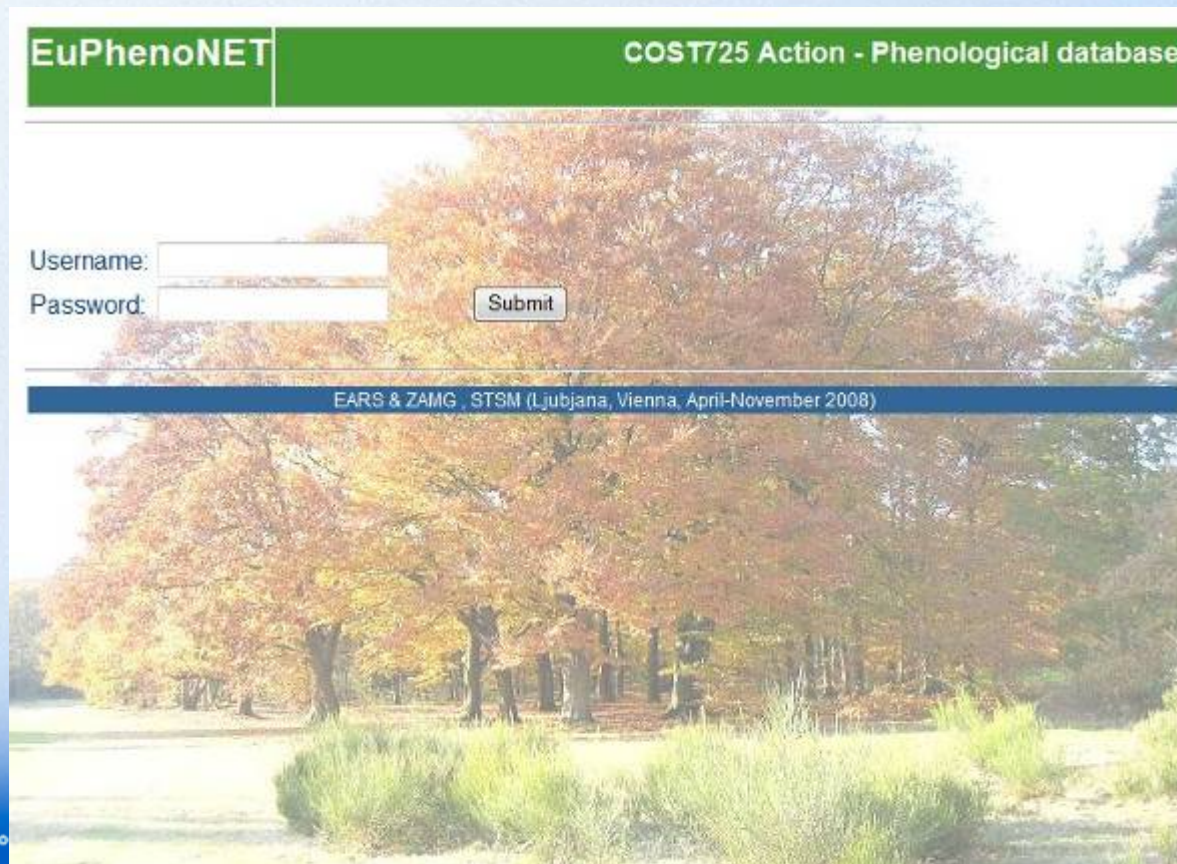 EuPhenoNET
COST725 Action - Phenological database
Username:
Password:
Submit
EARS & ZAMG , STSM (Ljubjana, Vienna, April-November 2008)